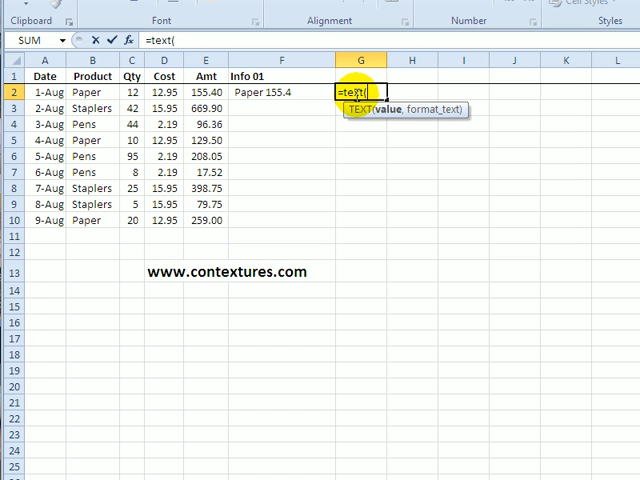 Clipboard Font Alignment Number Styles
SUM fx =text(
A B C D E F G H I J K L
1 Date Product Qty Cost Amt Info 01
2 1-Aug Paper 12 12.95 155.40 Paper 155.4 =text(
3 2-Aug Staplers 42 15.95 669.90 TEXT(value, format_text)
4 3-Aug Pens 44 2.19 96.36
5 4-Aug Paper 10 12.95 129.50
6 5-Aug Pens 95 2.19 208.05
7 6-Aug Pens 8 2.19 17.52
8 7-Aug Staplers 25 15.95 398.75
9 8-Aug Staplers 5 15.95 79.75
10 9-Aug Paper 20 12.95 259.00
11
12
13 www.contextures.com
14
15
16
17
18
19
20
21
22
23
24
25